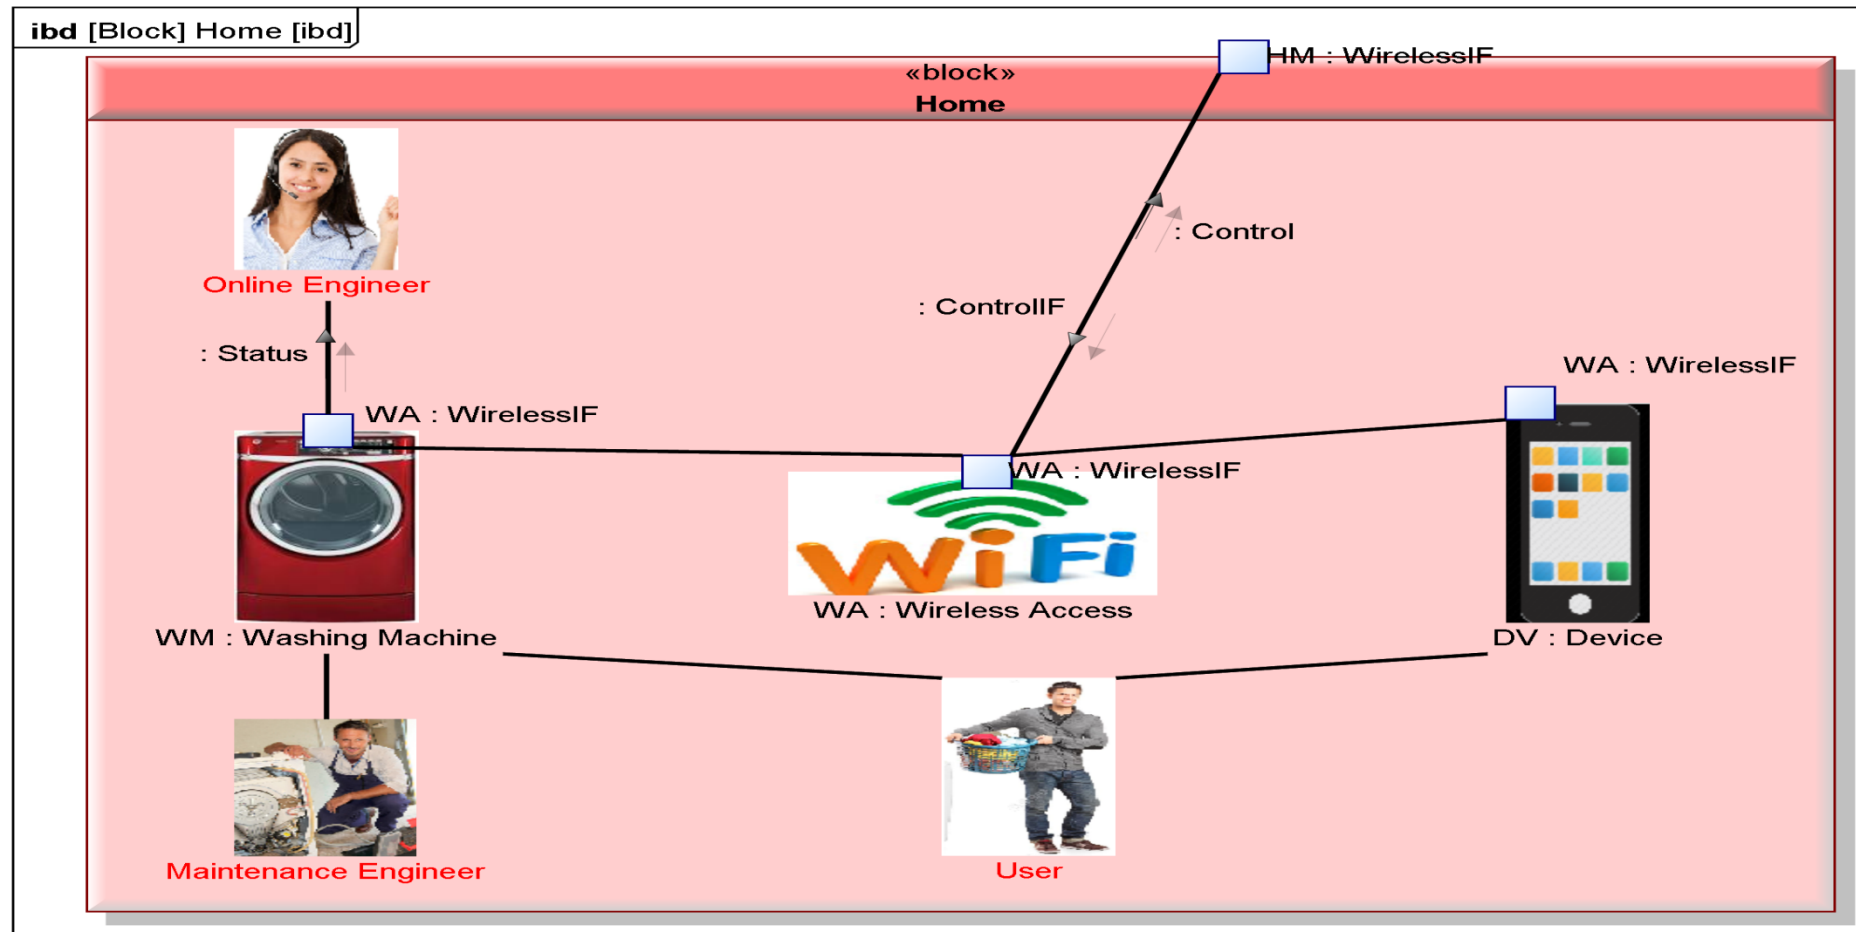 ibd [Block] Home [ibd]
HM : WirelessIF
«block»
Home
Online Engineer
: Control
: ControlIF
: Status
WA : WirelessIF
WA : WirelessIF
WA : WirelessIF
WiFi
WA : Wireless Access
WM : Washing Machine
DV : Device
Maintenance Engineer
User